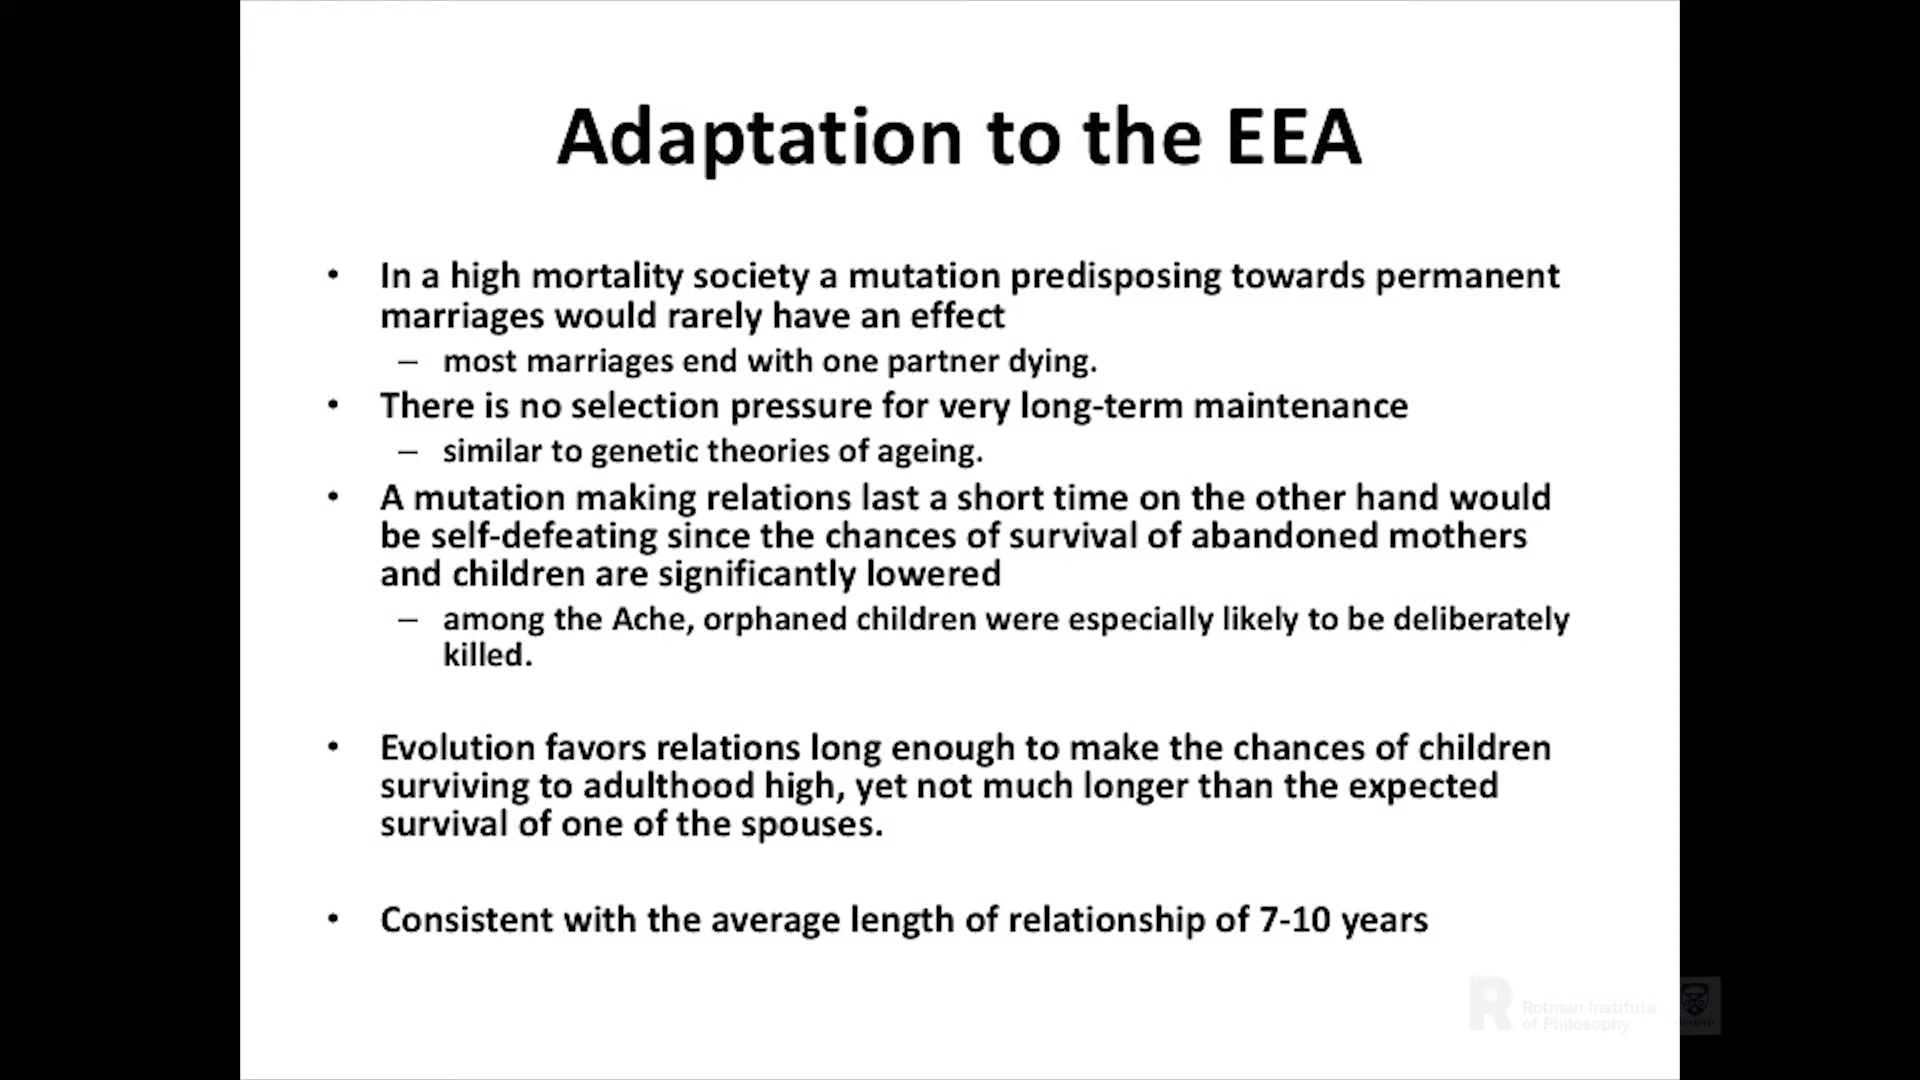 Adaptation to the EEA
• In a high mortality society a mutation predisposing towards permanent
marriages would rarely have an effect
– most marriages end with one partner dying.
• There is no selection pressure for very long-term maintenance
– similar to genetic theories of ageing.
• A mutation making relations last a short time on the other hand would
be self-defeating since the chances of survival of abandoned mothers
and children are significantly lowered
– among the Ache, orphaned children were especially likely to be deliberately
killed.
• Evolution favors relations long enough to make the chances of children
surviving to adulthood high, yet not much longer than the expected
survival of one of the spouses.
• Consistent with the average length of relationship of 7-10 years
R Rotman Institute
of Philosophy